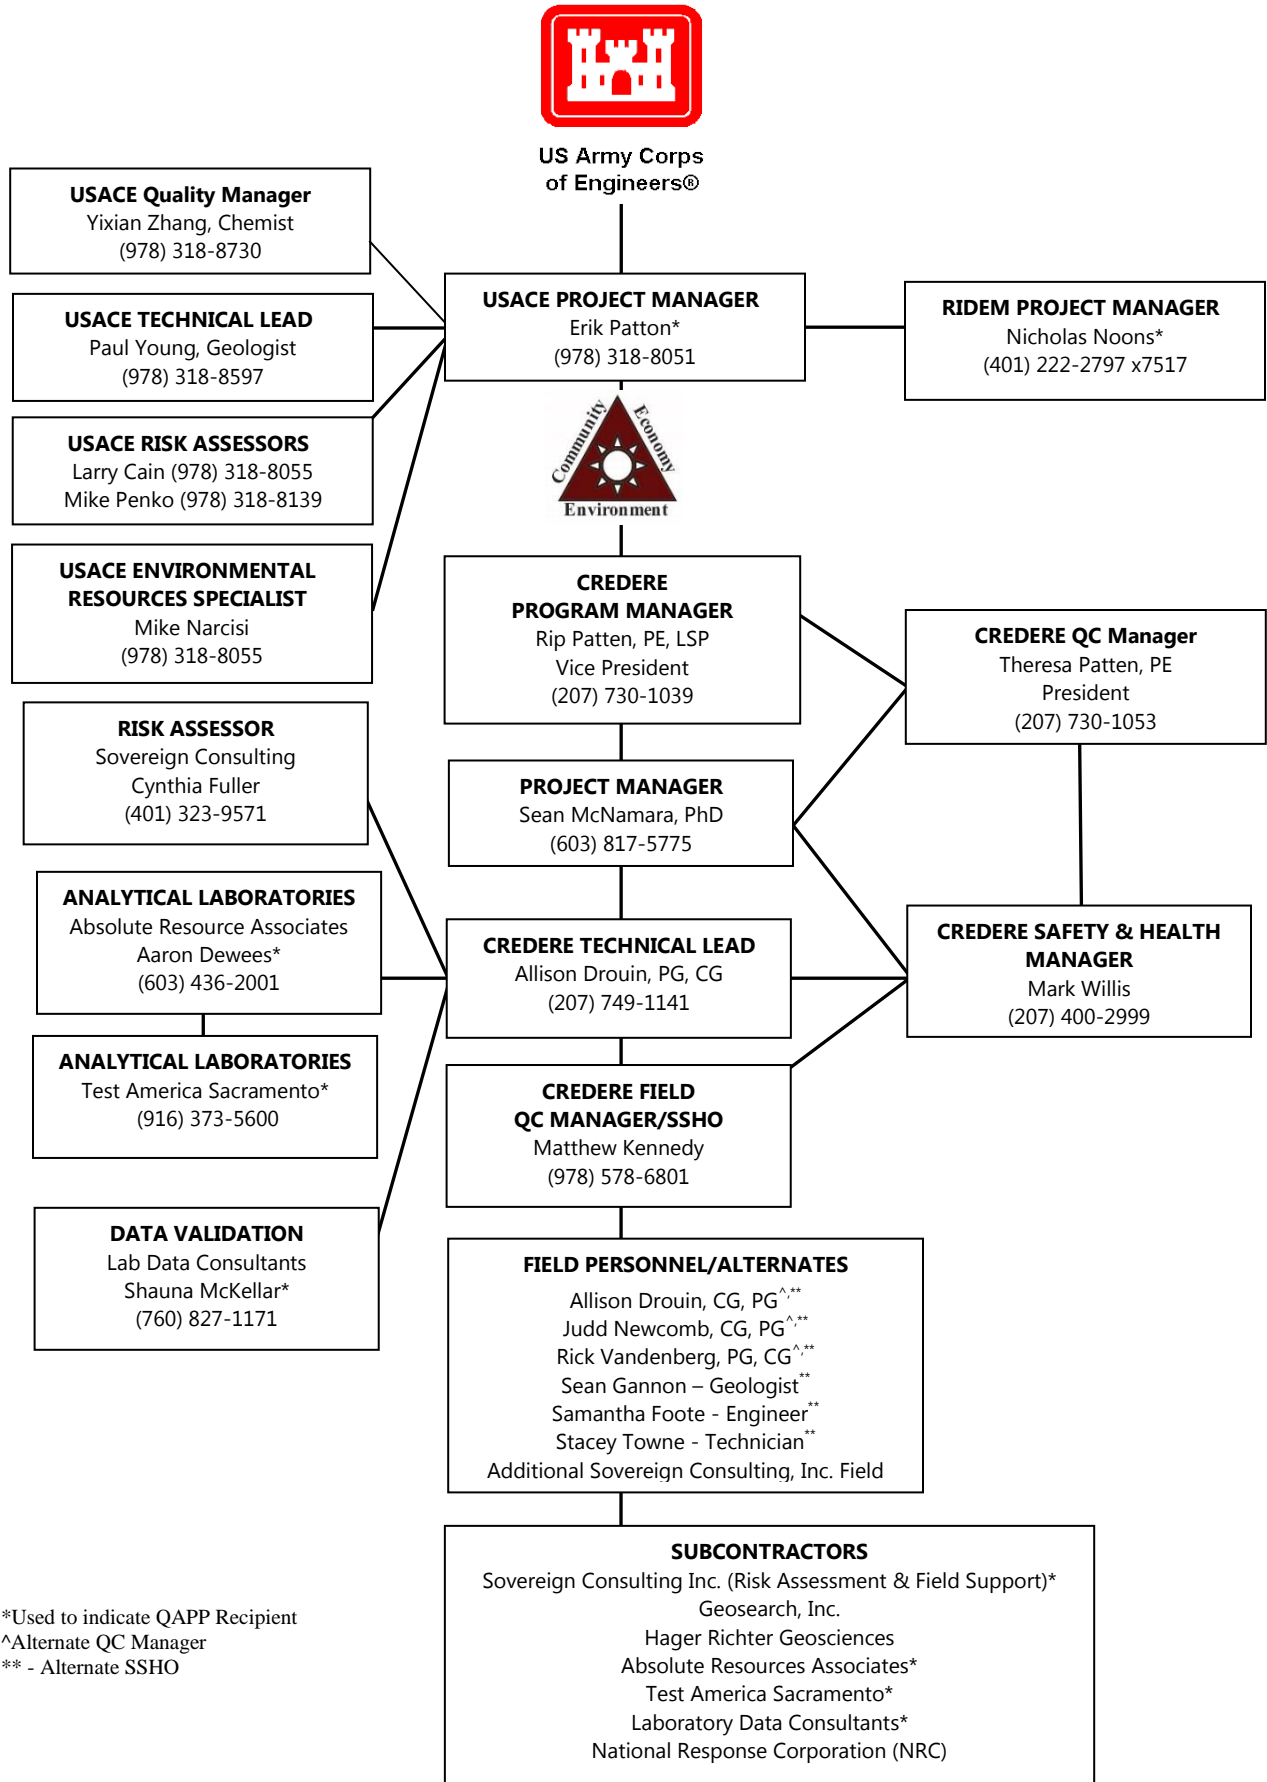 US Army Corps
of Engineers®
USACE Quality Manager
Yixian Zhang, Chemist
(978) 318-8730
USACE TECHNICAL LEAD
Paul Young, Geologist
(978) 318-8597
USACE RISK ASSESSORS
Larry Cain (978) 318-8055
Mike Penko (978) 318-8139
USACE ENVIRONMENTAL
RESOURCES SPECIALIST
Mike Narcisi
(978) 318-8055
USACE PROJECT MANAGER
Erik Patton*
(978) 318-8051
RIDEM PROJECT MANAGER
Nicholas Noons*
(401) 222-2797 x7517
Community
Economy
Environment
CREDERE
PROGRAM MANAGER
Rip Patten, PE, LSP
Vice President
(207) 730-1039
CREDERE QC Manager
Theresa Patten, PE
President
(207) 730-1053
RISK ASSESSOR
Sovereign Consulting
Cynthia Fuller
(401) 323-9571
PROJECT MANAGER
Sean McNamara, PhD
(603) 817-5775
ANALYTICAL LABORATORIES
Absolute Resource Associates
Aaron Dewees*
(603) 436-2001
CREDERE TECHNICAL LEAD
Allison Drouin, PG, CG
(207) 749-1141
CREDERE SAFETY & HEALTH
MANAGER
Mark Willis
(207) 400-2999
ANALYTICAL LABORATORIES
Test America Sacramento*
(916) 373-5600
CREDERE FIELD
QC MANAGER/SSHO
Matthew Kennedy
(978) 578-6801
DATA VALIDATION
Lab Data Consultants
Shauna McKellar*
(760) 827-1171
FIELD PERSONNEL/ALTERNATES
Allison Drouin, CG, PG^,**
Judd Newcomb, CG, PG^,**
Rick Vandenberg, PG, CG^,**
Sean Gannon – Geologist**
Samantha Foote - Engineer**
Stacey Towne - Technician**
Additional Sovereign Consulting, Inc. Field
SUBCONTRACTORS
Sovereign Consulting Inc. (Risk Assessment & Field Support)*
Geosearch, Inc.
Hager Richter Geosciences
Absolute Resources Associates*
Test America Sacramento*
Laboratory Data Consultants*
National Response Corporation (NRC)
*Used to indicate QAPP Recipient
^Alternate QC Manager
** - Alternate SSHO